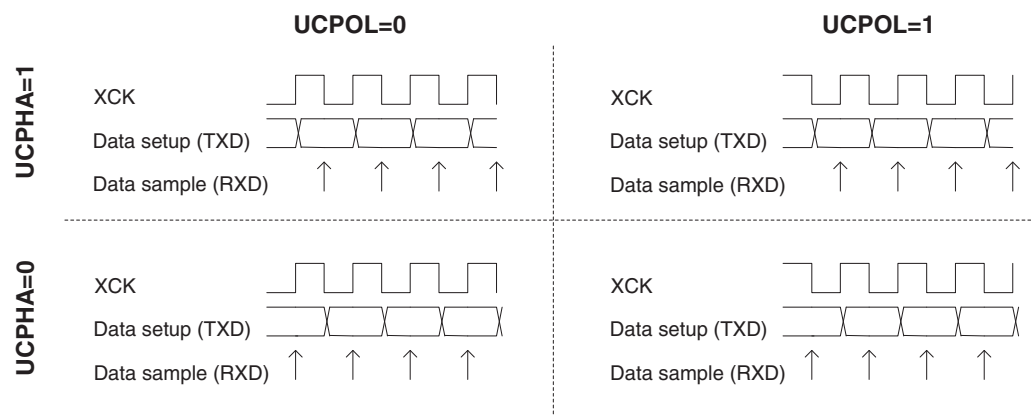 UCPOL=0
UCPOL=1
UCPHA=1
XCK
Data setup (TXD)
Data sample (RXD)
XCK
Data setup (TXD)
Data sample (RXD)
UCPHA=0
XCK
Data setup (TXD)
Data sample (RXD)
XCK
Data setup (TXD)
Data sample (RXD)